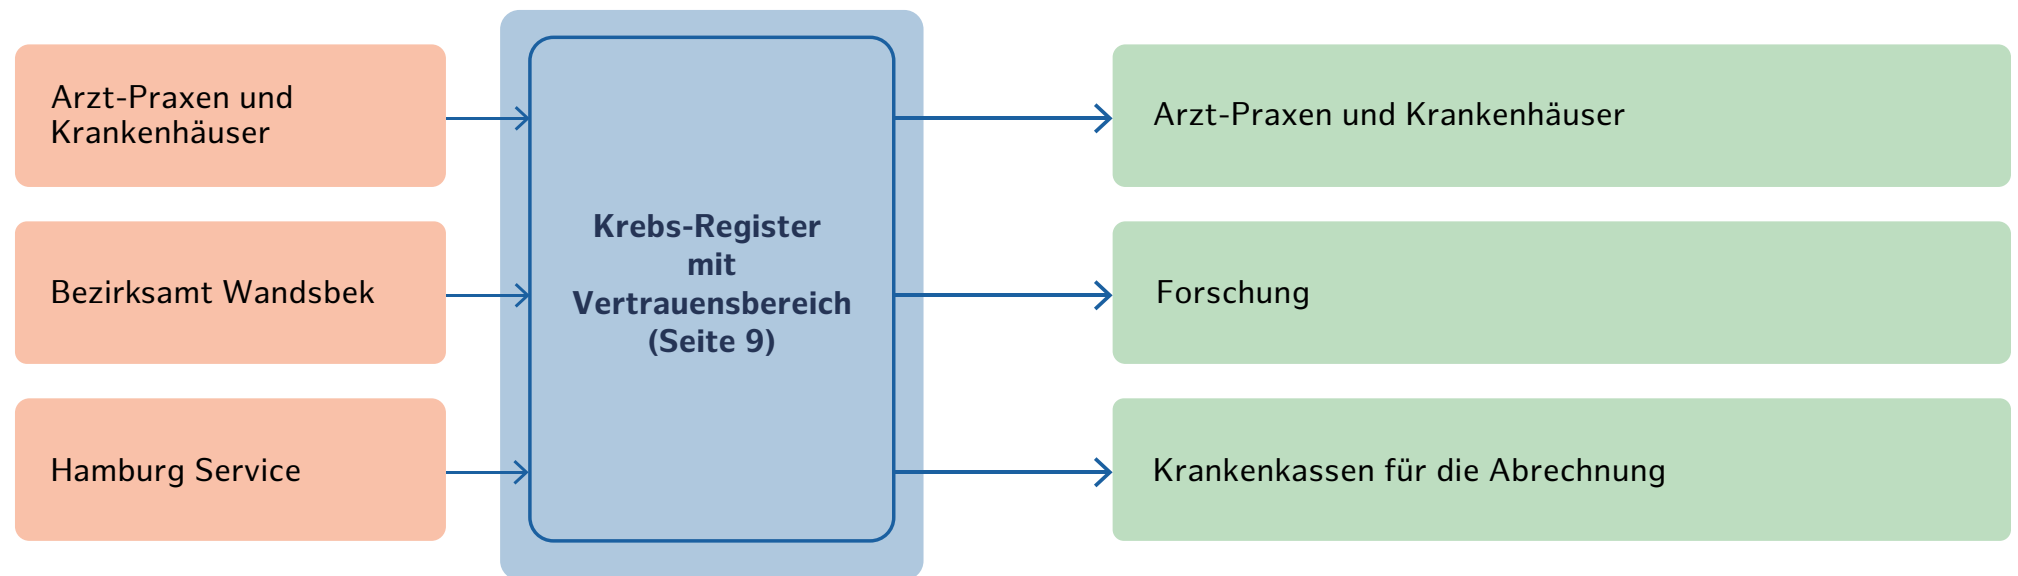 Arzt-Praxen und
Krankenhäuser
Bezirksamt Wandsbek
Hamburg Service
Krebs-Register
mit
Vertrauensbereich
(Seite 9)
Arzt-Praxen und Krankenhäuser
Forschung
Krankenkassen für die Abrechnung